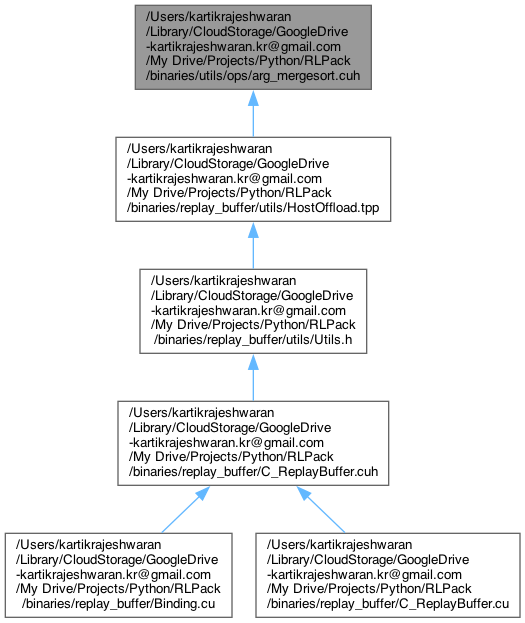 /Users/kartikrajeshwaran
/Library/CloudStorage/GoogleDrive
-kartikrajeshwaran.kr@gmail.com
/My Drive/Projects/Python/RLPack
/binaries/utils/ops/arg_mergesort.cuh
/Users/kartikrajeshwaran
/Library/CloudStorage/GoogleDrive
-kartikrajeshwaran.kr@gmail.com
/My Drive/Projects/Python/RLPack
/binaries/replay_buffer/utils/HostOffload.tpp
/Users/kartikrajeshwaran
/Library/CloudStorage/GoogleDrive
-kartikrajeshwaran.kr@gmail.com
/My Drive/Projects/Python/RLPack
/binaries/replay_buffer/utils/Utils.h
/Users/kartikrajeshwaran
/Library/CloudStorage/GoogleDrive
-kartikrajeshwaran.kr@gmail.com
/My Drive/Projects/Python/RLPack
/binaries/replay_buffer/C_ReplayBuffer.cuh
/Users/kartikrajeshwaran
/Library/CloudStorage/GoogleDrive
-kartikrajeshwaran.kr@gmail.com
/My Drive/Projects/Python/RLPack
/binaries/replay_buffer/Binding.cu
/Users/kartikrajeshwaran
/Library/CloudStorage/GoogleDrive
-kartikrajeshwaran.kr@gmail.com
/My Drive/Projects/Python/RLPack
/binaries/replay_buffer/C_ReplayBuffer.cu